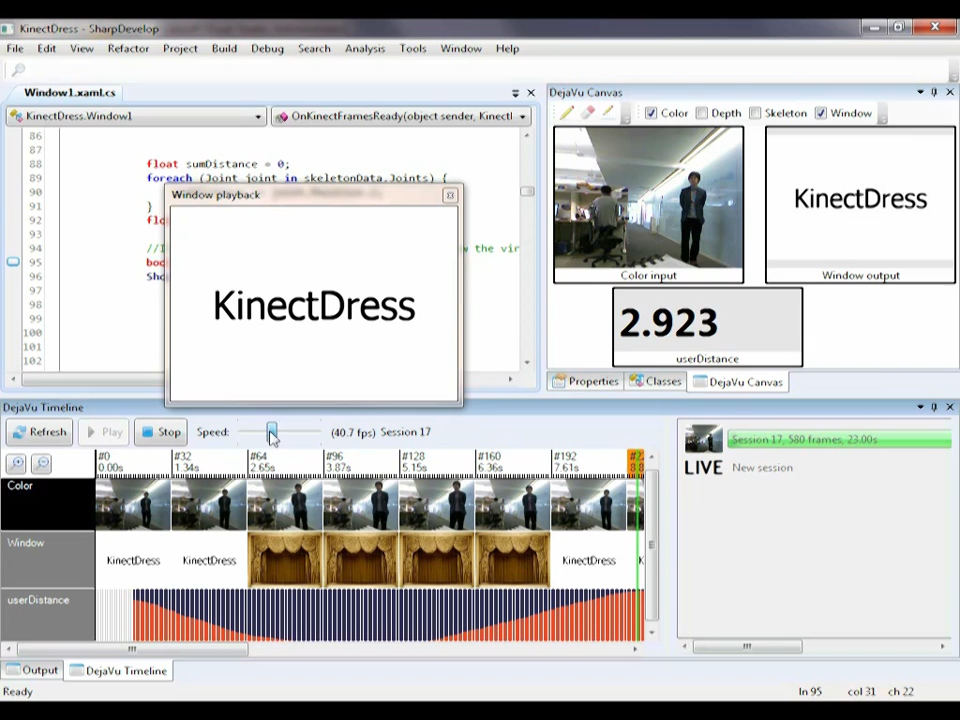 KinectDress - SharpDevelop
File Edit View Refactor Project Build Debug Search Analysis Tools Window Help
Window1.xaml.cs
KinectDress.Window1
OnKinectFramesReady(object sender, KinectI
86
87
88 float sumDistance = 0;
89 foreach (Joint joint in skeletonData.Joints) {
90
91 }
92 flo
93
94 //I w the vir
95 boo
96 Sho
97
98
99
100
101
102
Window playback
KinectDress
DejaVu Canvas
Color Depth Skeleton Window
Color input
KinectDress
Window output
2.923
userDistance
Properties Classes DejaVu Canvas
DejaVu Timeline
Refresh Play Stop Speed: (40.7 fps) Session 17
#0 #32 #64 #96 #128 #160 #192
0.00s 1.34s 2.65s 3.87s 5.15s 6.36s 7.61s
Color
Window
KinectDress KinectDress KinectDress
userDistance
Session 17, 580 frames, 23.00s
LIVE New session
Output DejaVu Timeline
Ready ln 95 col 31 ch 22